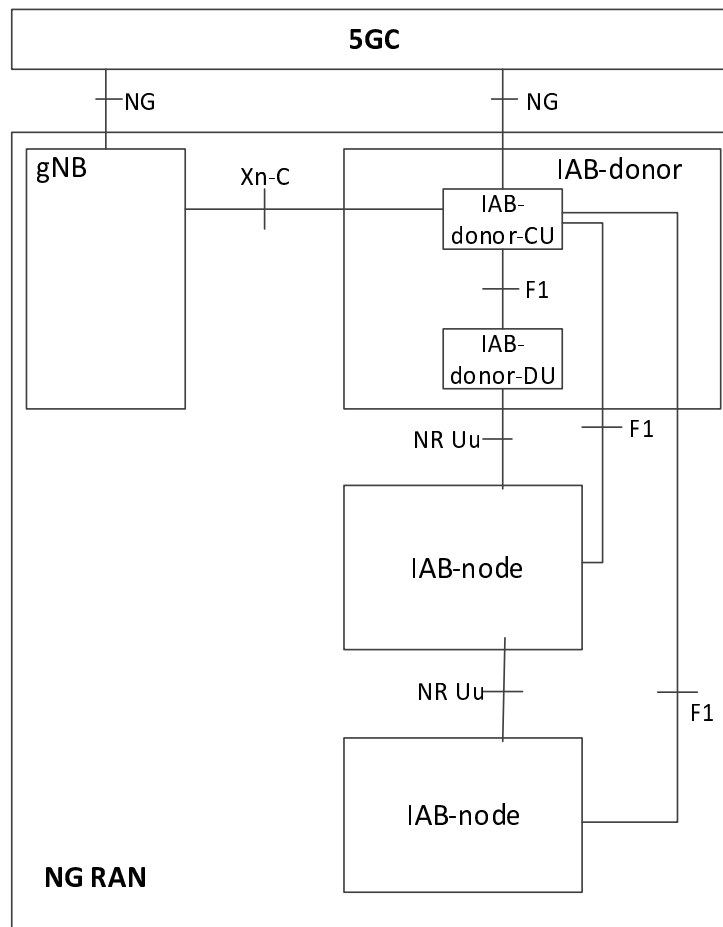 5GC
NG
NG
gNB
IAB-donor
Xn-C
IAB-
donor-CU
F1
IAB-
donor-DU
NR Uu
F1
IAB-node
NR Uu
F1
IAB-node
NG RAN